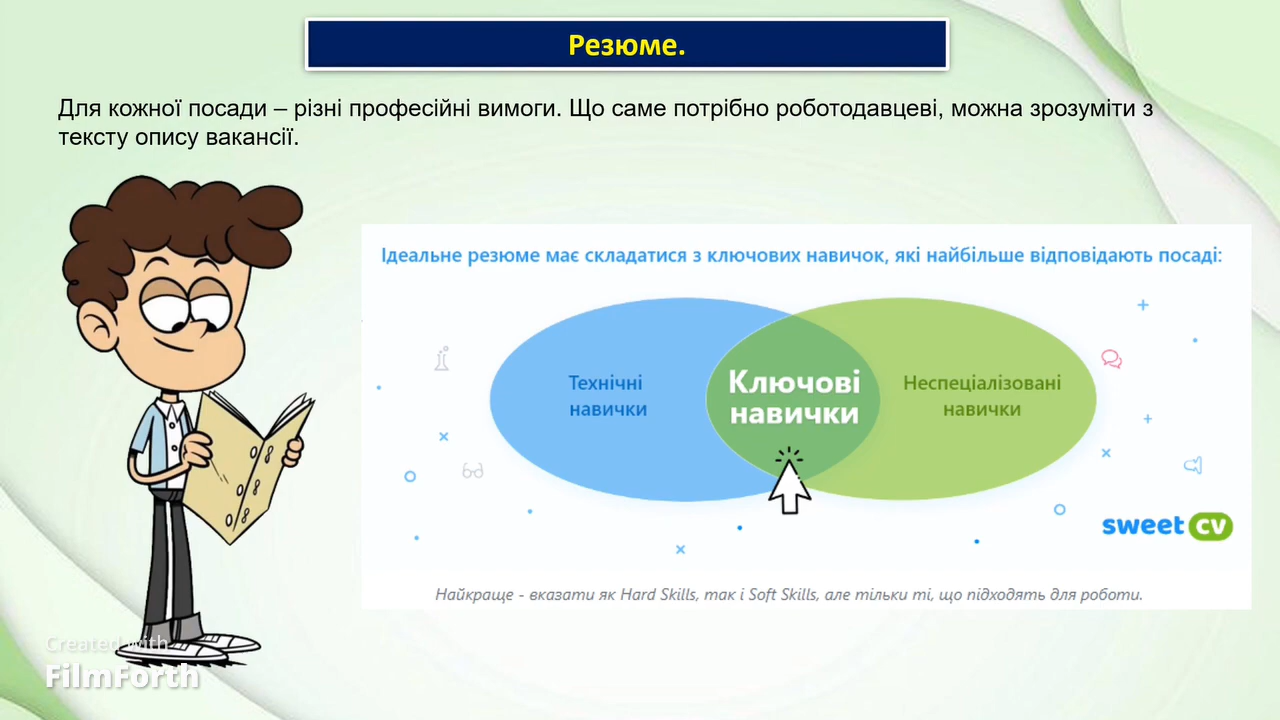 Резюме.
Для кожної посади – різні професійні вимоги. Що саме потрібно роботодавцеві, можна зрозуміти з
тексту опису вакансії.
Ідеальне резюме має складатися з ключових навичок, які найбільше відповідають посаді:
Технічні
навички
Ключові
навички
Неспеціалізовані
навички
sweet cv
Найкраще - вказати як Hard Skills, так і Soft Skills, але тільки ті, що підходять для роботи.
Created with
FilmForth